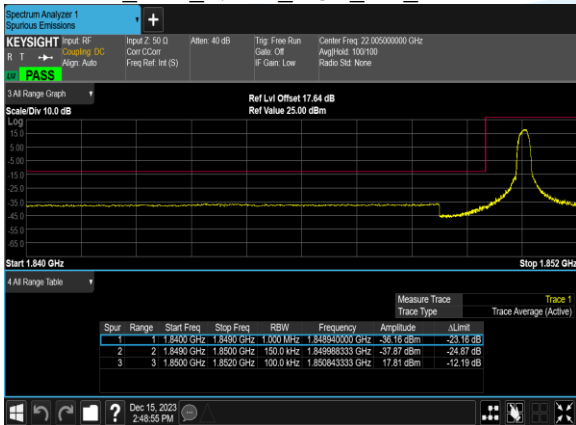 Spectrum Analyzer 1
Spurious Emissions
KEYSIGHT Input: RF Input Z: 50 Ω Atten: 40 dB Trig: Free Run Center Freq: 22.005000000 GHz
R T Coupling: DC Corr CCorr Gate: Off Avg|Hold: 100/100
Align: Auto Freq Ref: Int (S) IF Gain: Low Radio Std: None
PASS
3 All Range Graph
Ref Lvl Offset 17.64 dB
Scale/Div 10.0 dB Ref Value 25.00 dBm
Log
15.0
5.00
-5.00
-15.0
-25.0
-35.0
-45.0
-55.0
-65.0
Start 1.840 GHz Stop 1.852 GHz
4 All Range Table
Measure Trace Trace 1
Trace Type Trace Average (Active)
Spur Range Start Freq Stop Freq RBW Frequency Amplitude ΔLimit
1 1 1.8400 GHz 1.8490 GHz 1.000 MHz 1.848940000 GHz -36.16 dBm -23.16 dB
2 2 1.8490 GHz 1.8500 GHz 150.0 kHz 1.849988333 GHz -37.87 dBm -24.87 dB
3 3 1.8500 GHz 1.8520 GHz 100.0 kHz 1.850843333 GHz 17.81 dBm -12.19 dB
? Dec 15, 2023
2:48:55 PM